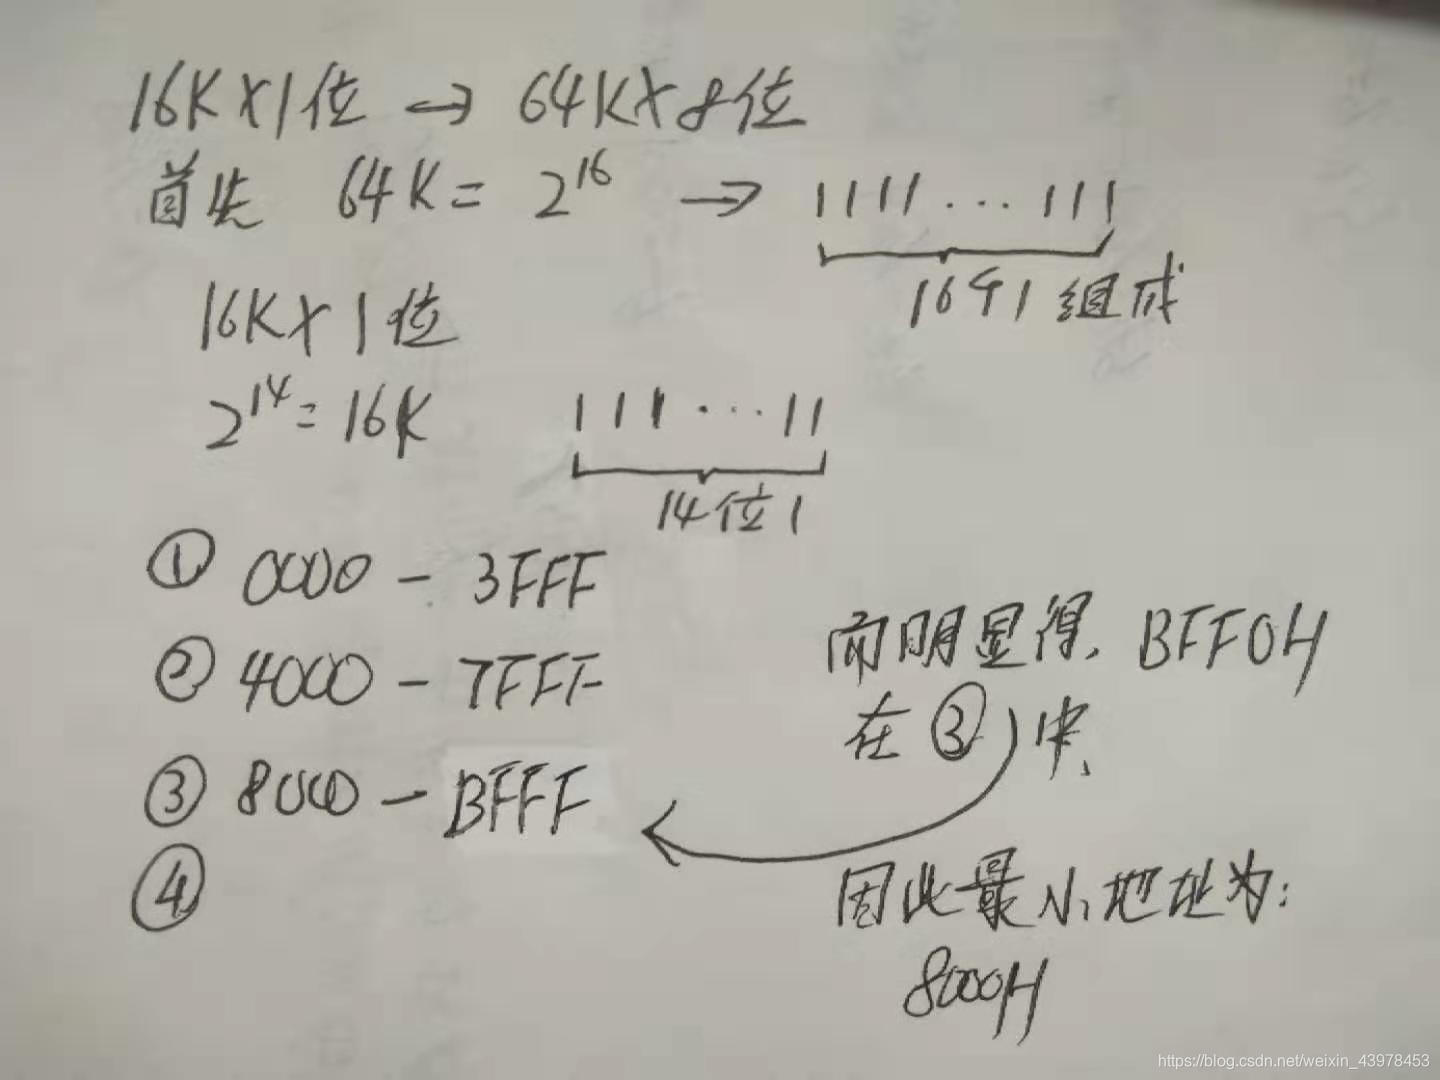 16K×1位 → 64K×8位
首先 64K = 2^16 → 1111...111
16个1组成
16K×1位
2^14 = 16K 111...11
14位1
① 0000 - 3FFF
② 4000 - 7FFF
③ 8000 - BFFF
④
而明显得, BFF0H
在③中,
因此最小地址为:
8000H
https://blog.csdn.net/weixin_43978453